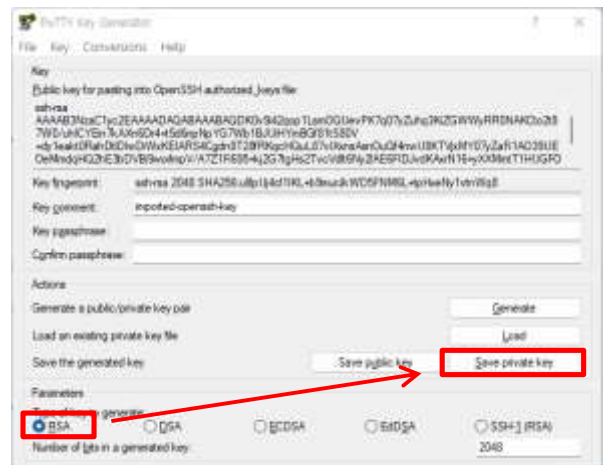 PuTTY Key Generator
File Key Conversions Help
Key
Public key for pasting into OpenSSH authorized_keys file:
ssh-rsa
Key fingerprint: ssh-rsa 2048
Key comment: imported-openssh-key
Key passphrase:
Confirm passphrase:
Actions
Generate a public/private key pair Generate
Load an existing private key file Load
Save the generated key Save public key Save private key
Parameters
Type of key to generate:
RSA DSA ECDSA EdDSA SSH-1 (RSA)
Number of bits in a generated key: 2048